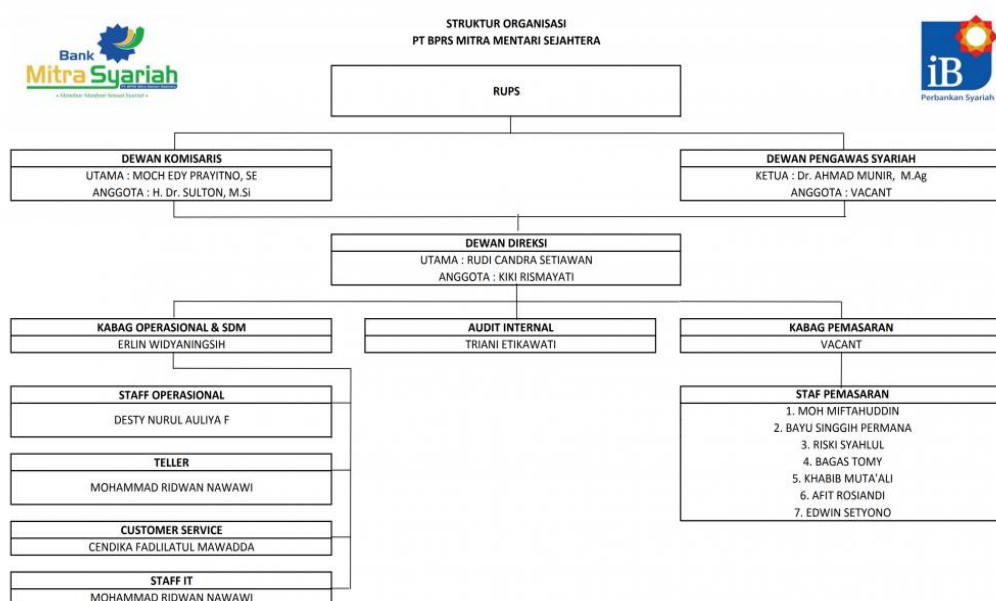 STRUKTUR ORGANISASI
PT BPRS MITRA MENTARI SEJAHTERA
Bank
Mitra Syariah
iB
Perbankan Syariah
RUPS
DEWAN KOMISARIS
UTAMA : MOCH EDY PRAYITNO, SE
ANGGOTA : H. Dr. SULTON, M.Si
DEWAN PENGAWAS SYARIAH
KETUA : Dr. AHMAD MUNIR, M.Ag
ANGGOTA : VACANT
DEWAN DIREKSI
UTAMA : RUDI CANDRA SETIAWAN
ANGGOTA : KIKI RISMAYATI
KABAG OPERASIONAL & SDM
ERLIN WIDYANINGSIH
AUDIT INTERNAL
TRIANI ETIKAWATI
KABAG PEMASARAN
VACANT
STAFF OPERASIONAL
DESTY NURUL AULIYA F
TELLER
MOHAMMAD RIDWAN NAWAWI
CUSTOMER SERVICE
CENDIKA FADLILATUL MAWADDA
STAFF IT
MOHAMMAD RIDWAN NAWAWI
STAF PEMASARAN
1. MOH MIFTAHUDDIN
2. BAYU SINGGIH PERMANA
3. RISKI SYAHLUL
4. BAGAS TOMY
5. KHABIB MUTA'ALI
6. AFIT ROSIANDI
7. EDWIN SETYONO